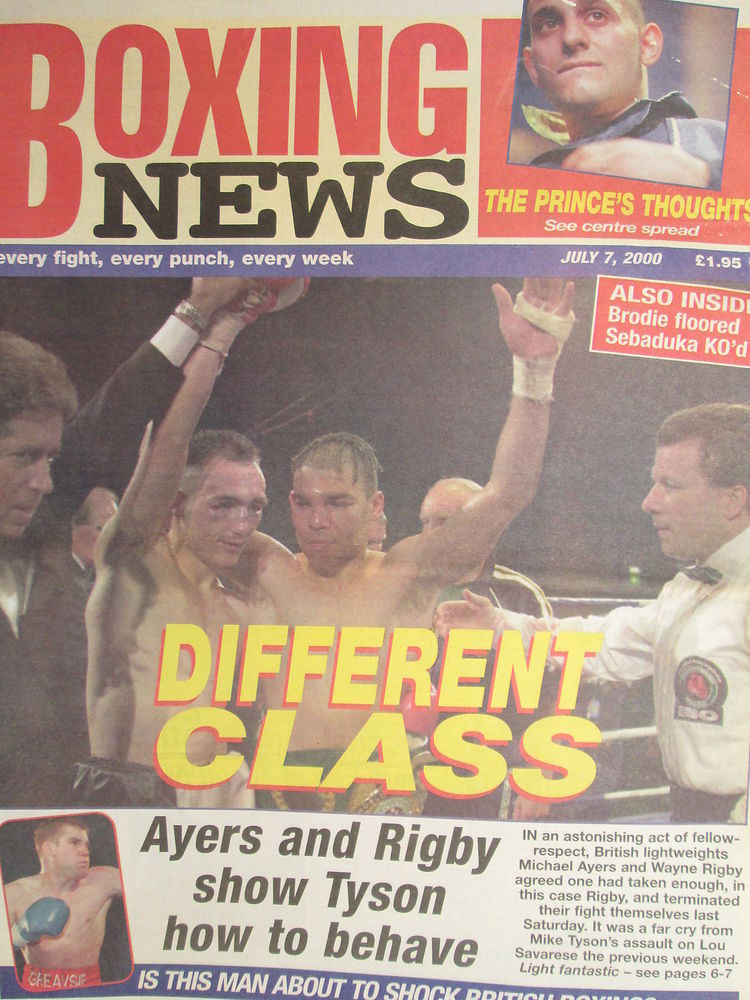 BOXING
NEWS
THE PRINCE'S THOUGHTS
See centre spread
every fight, every punch, every week
JULY 7, 2000
£1.95
ALSO INSID
Brodie floored
Sebaduka KO'd
DIFFERENT
CLASS
Ayers and Rigby
show Tyson
how to behave
IN an astonishing act of fellow-
respect, British lightweights
Michael Ayers and Wayne Rigby
agreed one had taken enough, in
this case Rigby, and terminated
their fight themselves last
Saturday. It was a far cry from
Mike Tyson's assault on Lou
Savarese the previous weekend.
Light fantastic – see pages 6-7
GREAVSIE
IS THIS MAN ABOUT TO SHOCK BRITISH BOXING?